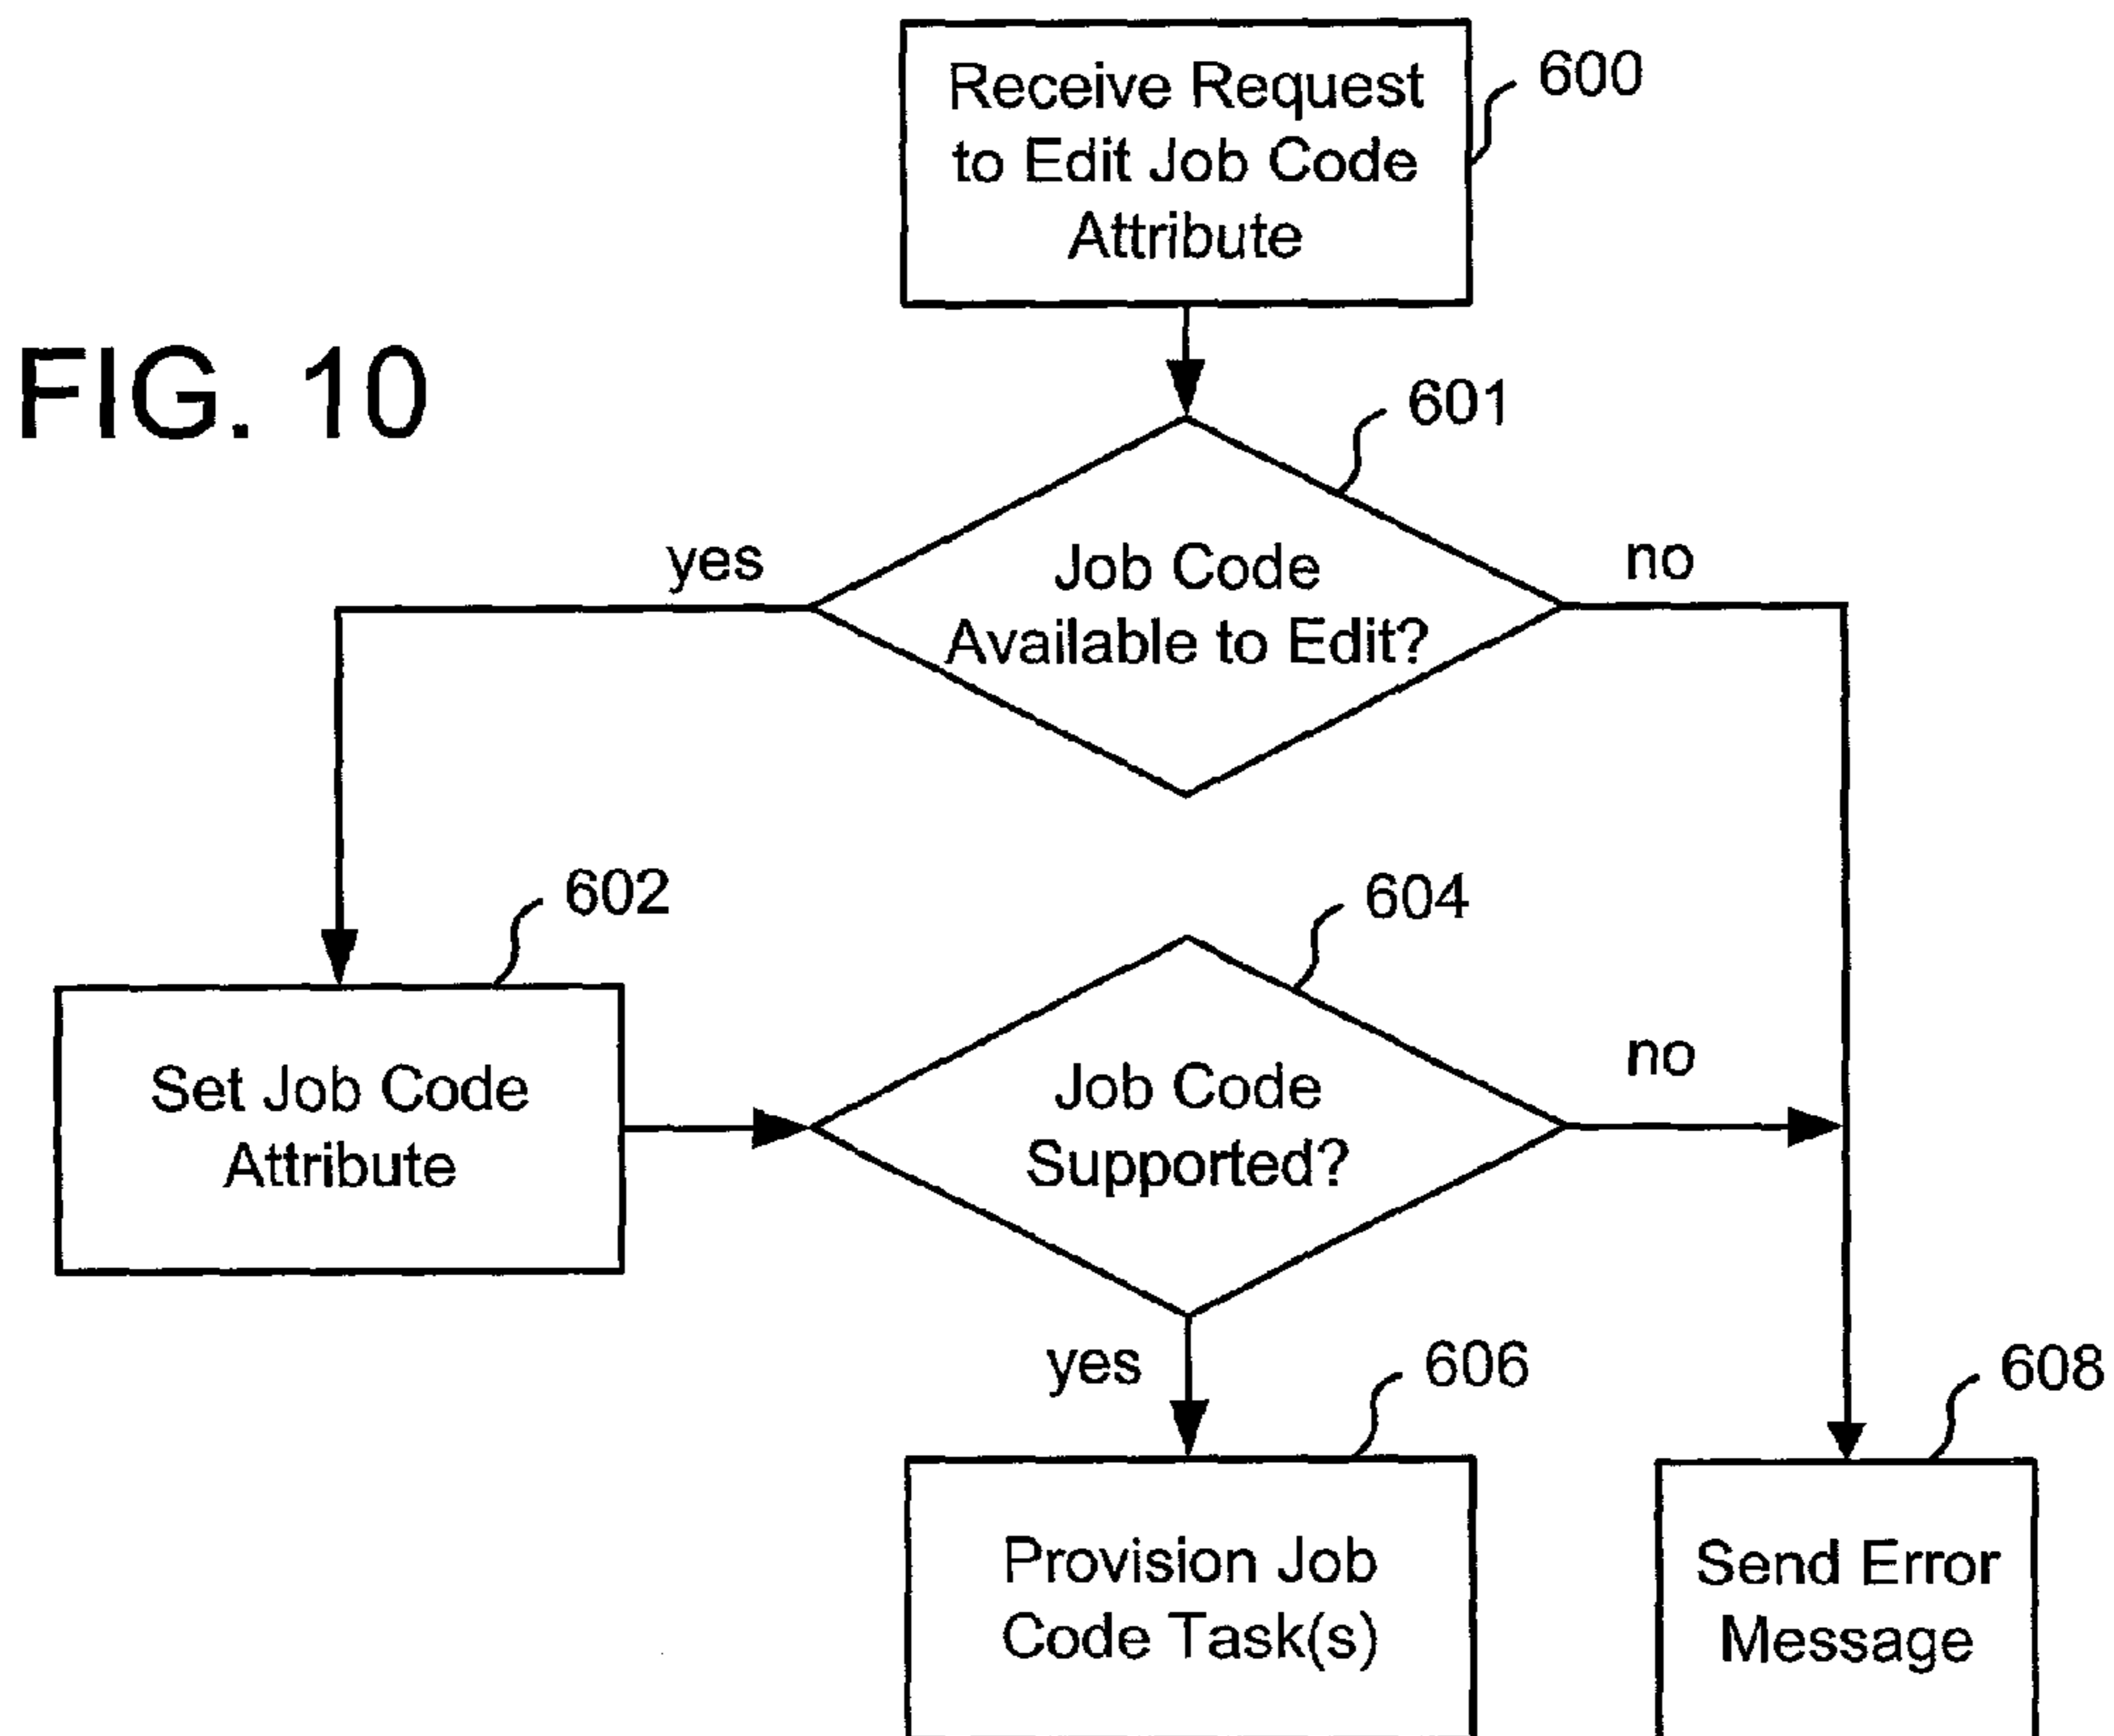 Receive Request
to Edit Job Code
Attribute
600
FIG. 10
601
Job Code
Available to Edit?
yes
no
602
Set Job Code
Attribute
604
Job Code
Supported?
no
yes
606
Provision Job
Code Task(s)
608
Send Error
Message